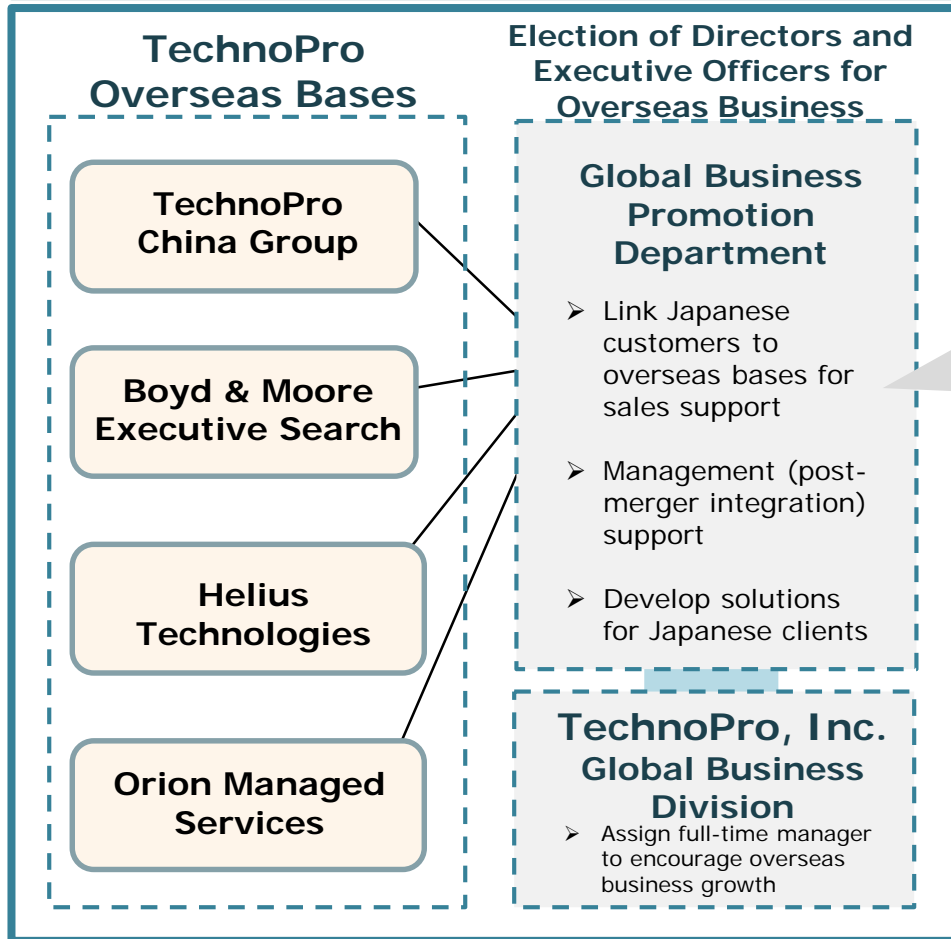 TechnoPro
Overseas Bases
TechnoPro
China Group
Boyd & Moore
Executive Search
Helius
Technologies
Orion Managed
Services
Election of Directors and
Executive Officers for
Overseas Business
Global Business
Promotion
Department
➢ Link Japanese
customers to
overseas bases for
sales support
➢ Management (post-
merger integration)
support
➢ Develop solutions
for Japanese clients
TechnoPro, Inc.
Global Business
Division
➢ Assign full-time manager
to encourage overseas
business growth